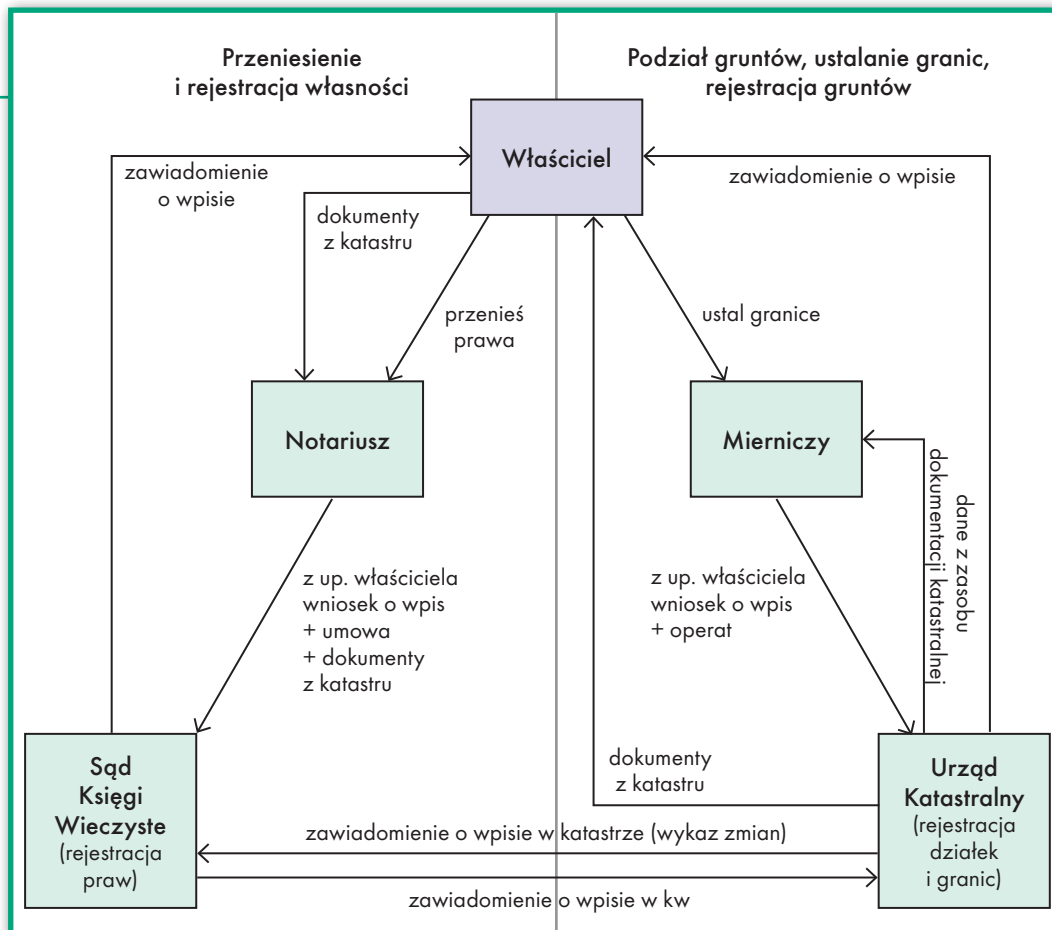 Przeniesienie
i rejestracja własności
Podział gruntów, ustalanie granic,
rejestracja gruntów
Właściciel
zawiadomienie
o wpisie
zawiadomienie o wpisie
dokumenty
z katastru
przenieś
prawa
ustal granice
Notariusz
Mierniczy
dane z zasobu
dokumentacji katastralnej
z up. właściciela
wniosek o wpis
+ umowa
+ dokumenty
z katastru
z up. właściciela
wniosek o wpis
+ operat
Sąd
Księgi
Wieczyste
(rejestracja
praw)
dokumenty
z katastru
Urząd
Katastralny
(rejestracja
działek
i granic)
zawiadomienie o wpisie w katastrze (wykaz zmian)
zawiadomienie o wpisie w kw